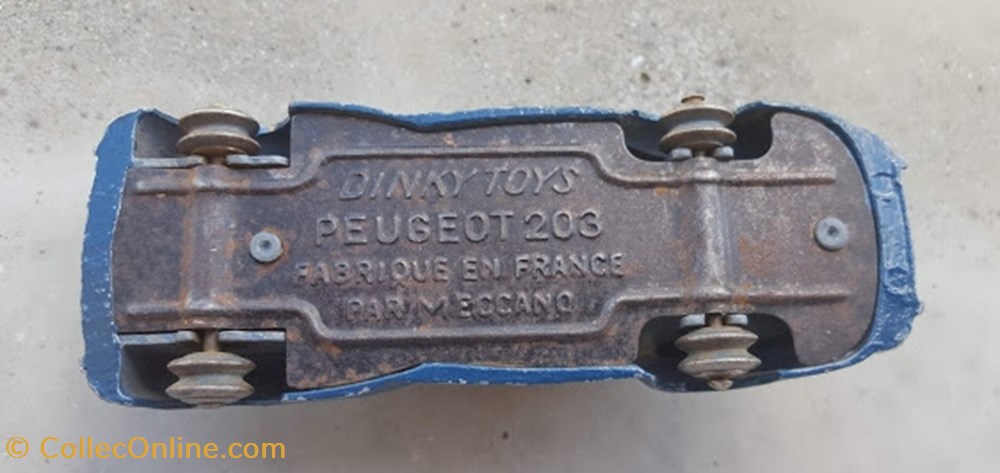 DINKY TOYS
PEUGEOT 203
FABRIQUE EN FRANCE
PAR MECCANO
© CollecOnline.com